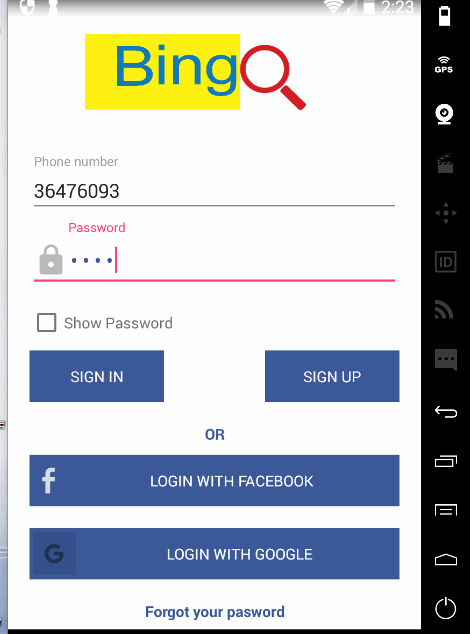 2:23
Bing
GPS
Phone number
36476093
Password
Show Password
ID
SIGN IN
SIGN UP
OR
f
LOGIN WITH FACEBOOK
G
LOGIN WITH GOOGLE
Forgot your pasword